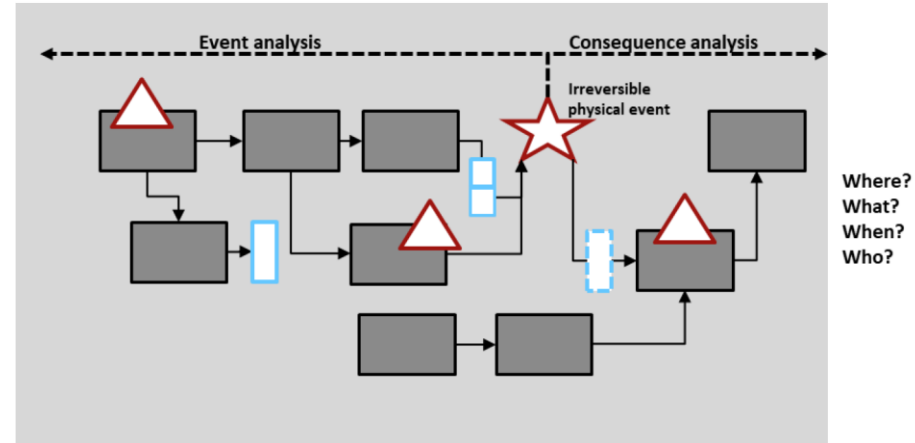 Event analysis
Consequence analysis
Irreversible
physical event
Where?
What?
When?
Who?